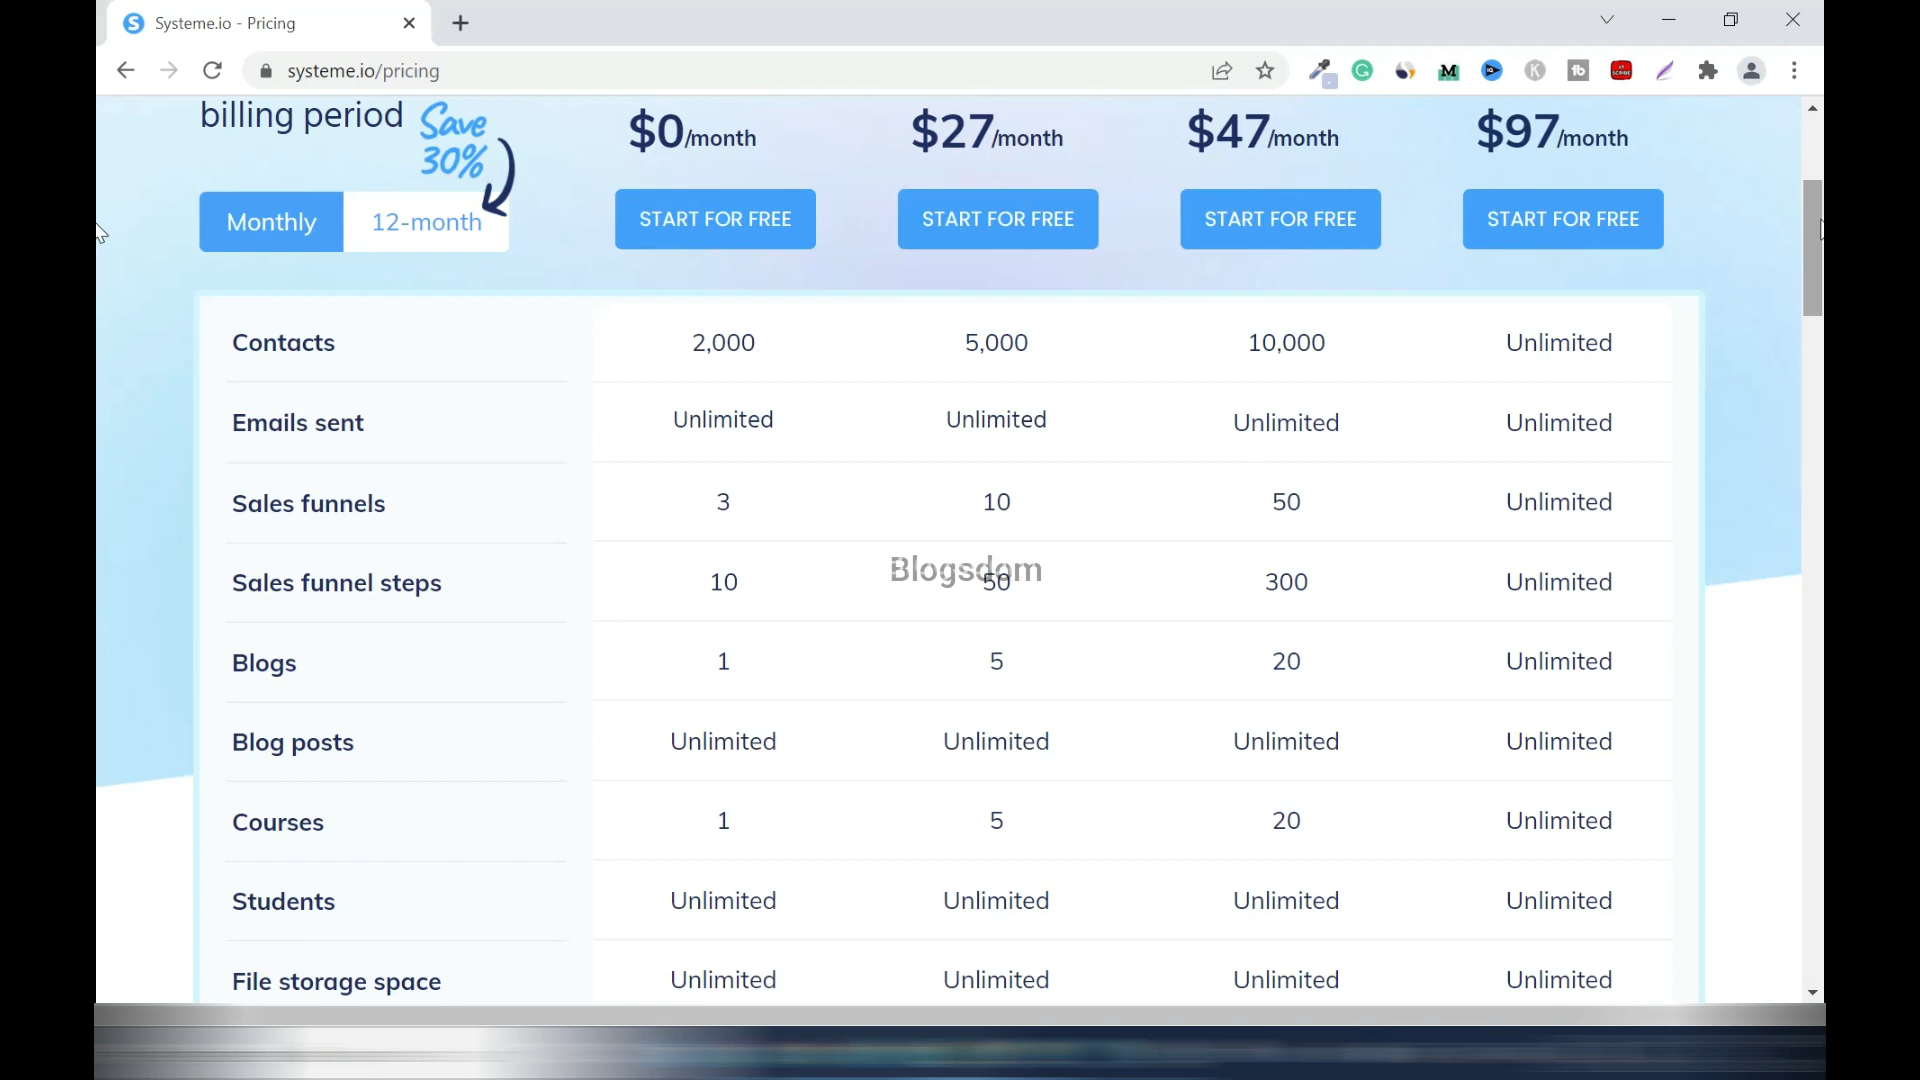 Systeme.io - Pricing
systeme.io/pricing
billing period
Save
30%
$0/month $27/month $47/month $97/month
Monthly 12-month
START FOR FREE START FOR FREE START FOR FREE START FOR FREE
Contacts 2,000 5,000 10,000 Unlimited
Emails sent Unlimited Unlimited Unlimited Unlimited
Sales funnels 3 10 50 Unlimited
Blogsdom
Sales funnel steps 10 50 300 Unlimited
Blogs 1 5 20 Unlimited
Blog posts Unlimited Unlimited Unlimited Unlimited
Courses 1 5 20 Unlimited
Students Unlimited Unlimited Unlimited Unlimited
File storage space Unlimited Unlimited Unlimited Unlimited